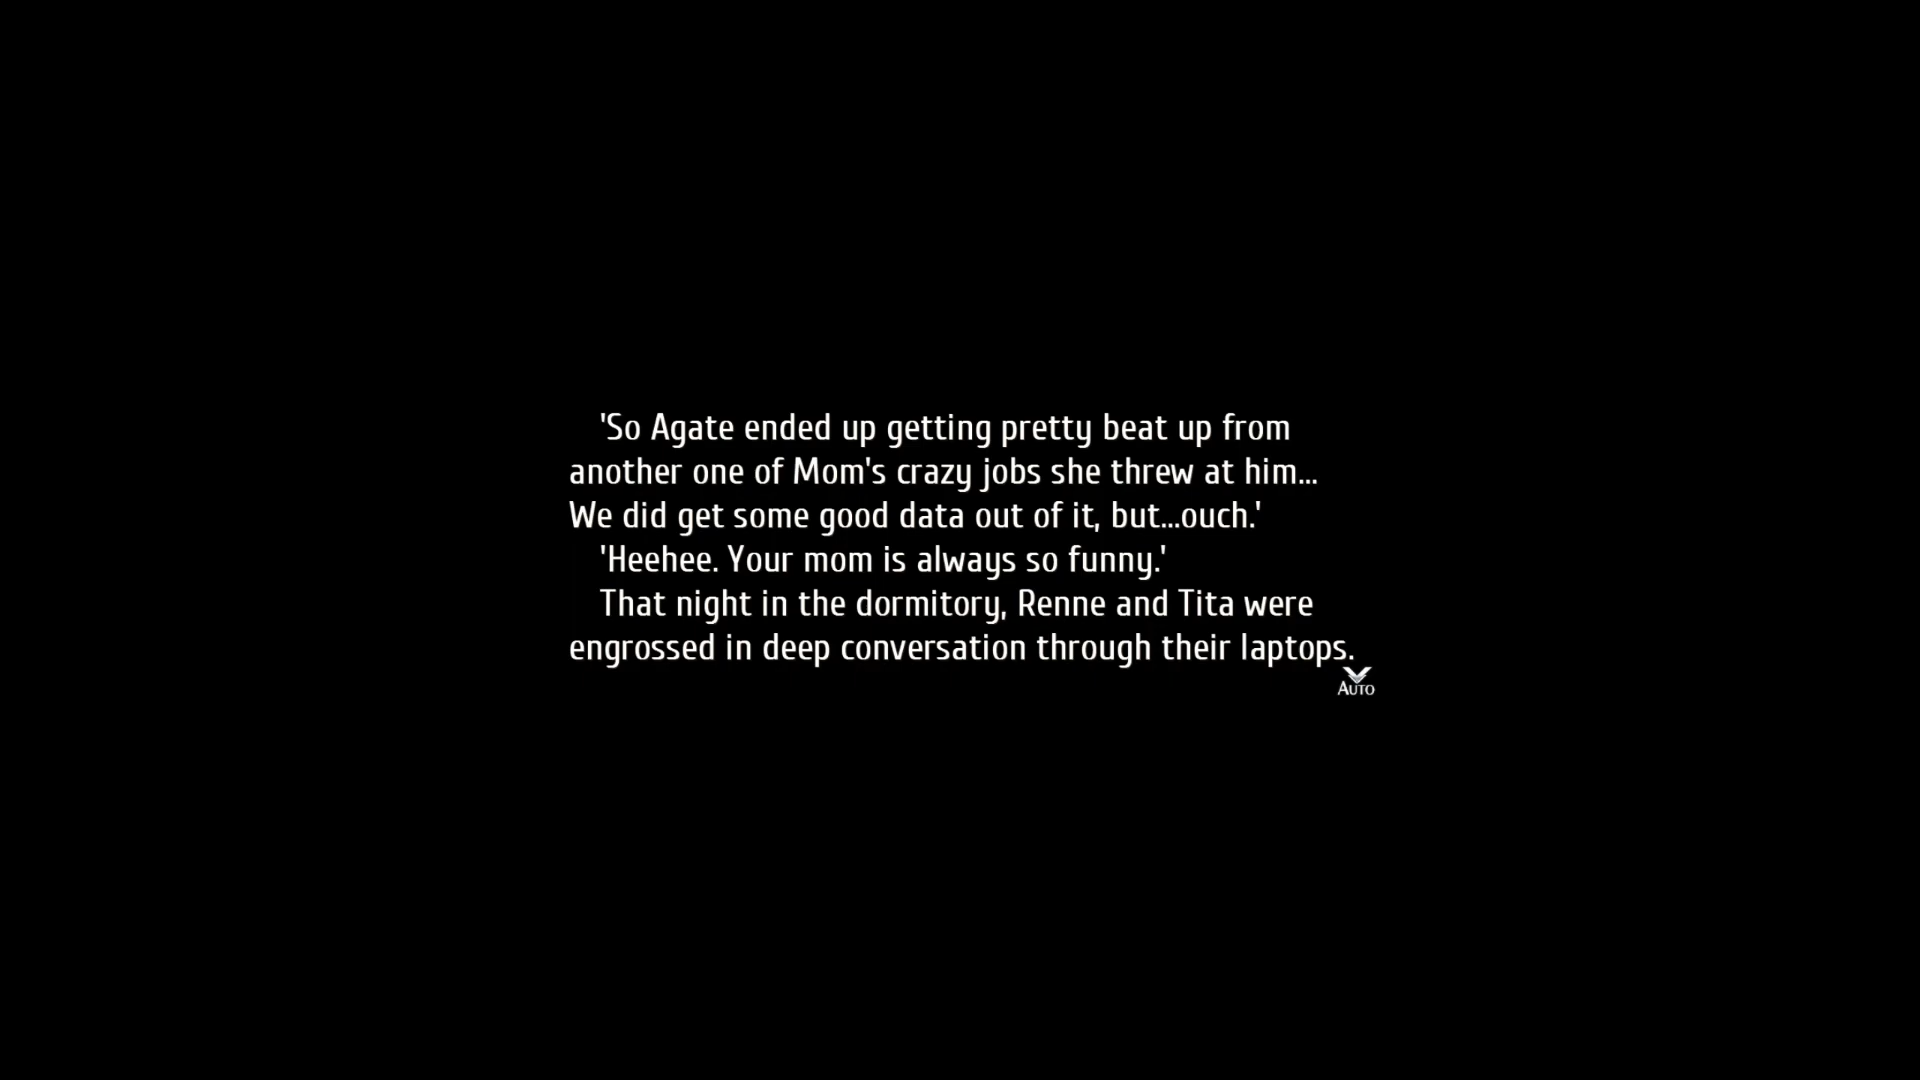 'So Agate ended up getting pretty beat up from
another one of Mom's crazy jobs she threw at him...
We did get some good data out of it, but...ouch.'
'Heehee. Your mom is always so funny.'
That night in the dormitory, Renne and Tita were
engrossed in deep conversation through their laptops.
AUTO